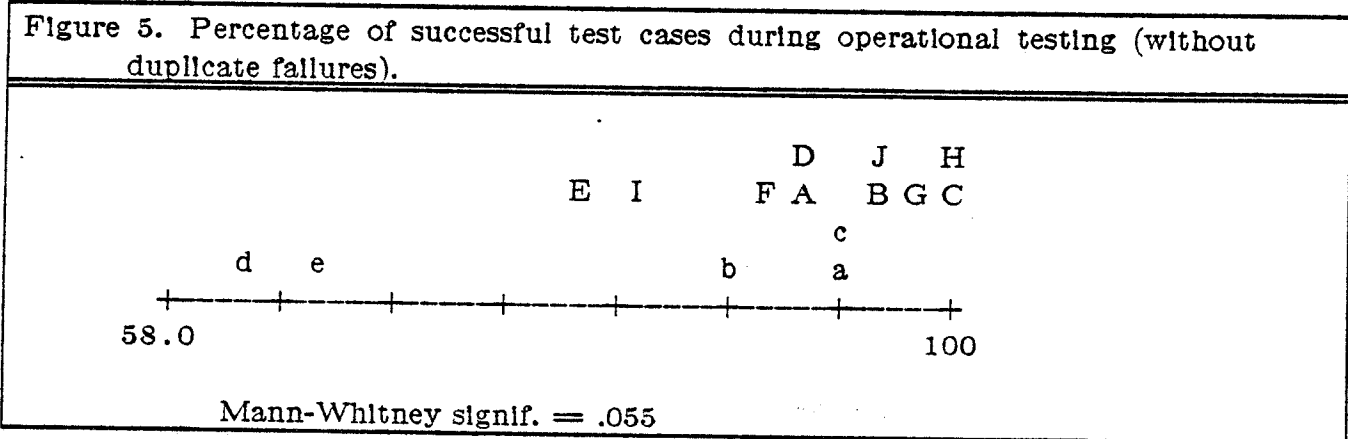 Figure 5. Percentage of successful test cases during operational testing (without
duplicate failures).
D J H
E I F A B G C
c
d e b a
58.0 100
Mann-Whitney signif. = .055